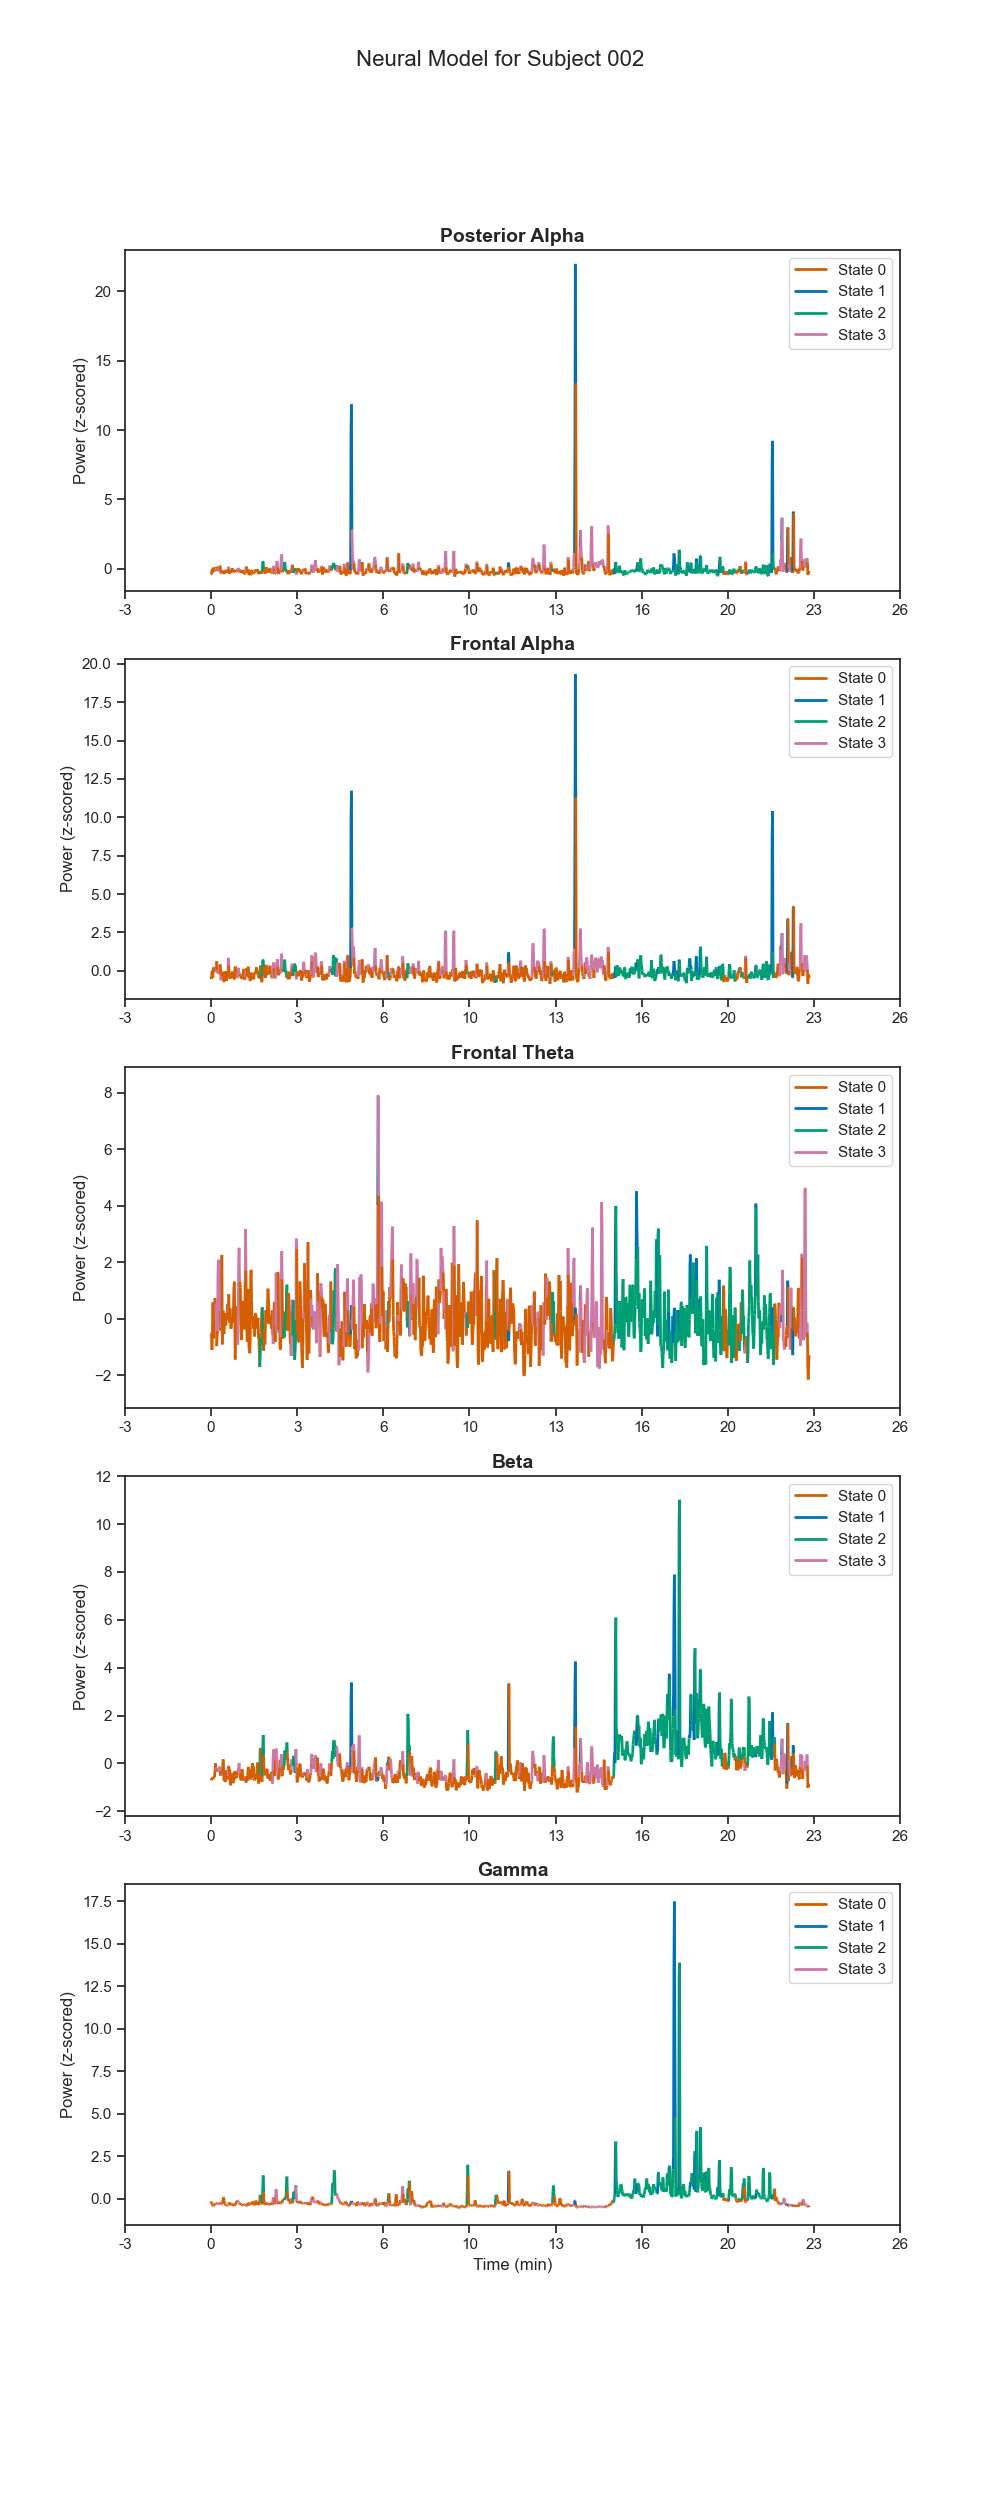 Neural Model for Subject 002
Posterior Alpha
Power (z-scored)
20
15
10
5
0
-3 0 3 6 10 13 16 20 23 26
State 0
State 1
State 2
State 3
Frontal Alpha
Power (z-scored)
20.0
17.5
15.0
12.5
10.0
7.5
5.0
2.5
0.0
-3 0 3 6 10 13 16 20 23 26
State 0
State 1
State 2
State 3
Frontal Theta
Power (z-scored)
8
6
4
2
0
−2
-3 0 3 6 10 13 16 20 23 26
State 0
State 1
State 2
State 3
Beta
Power (z-scored)
12
10
8
6
4
2
0
−2
-3 0 3 6 10 13 16 20 23 26
State 0
State 1
State 2
State 3
Gamma
Power (z-scored)
17.5
15.0
12.5
10.0
7.5
5.0
2.5
0.0
-3 0 3 6 10 13 16 20 23 26
State 0
State 1
State 2
State 3
Time (min)